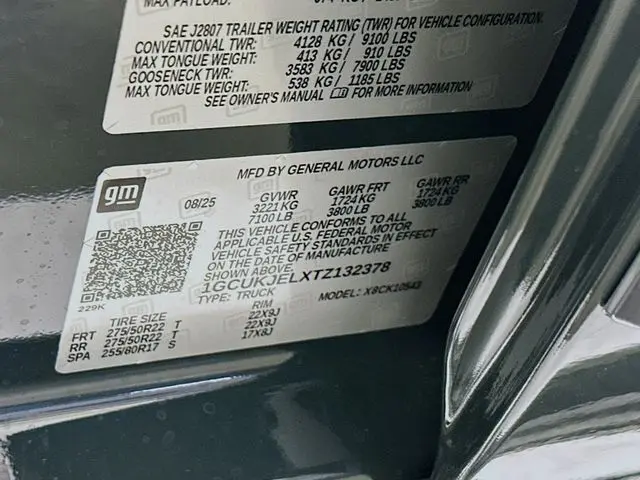 MAX PAYLOAD:
SAE J2807 TRAILER WEIGHT RATING (TWR) FOR VEHICLE CONFIGURATION.
CONVENTIONAL TWR: 4128 KG / 9100 LBS
MAX TONGUE WEIGHT: 413 KG / 910 LBS
GOOSENECK TWR: 3583 KG / 7900 LBS
MAX TONGUE WEIGHT: 538 KG / 1185 LBS
SEE OWNER'S MANUAL FOR MORE INFORMATION
gm
MFD BY GENERAL MOTORS LLC
08/25 GVWR GAWR FRT GAWR RR
3221 KG 1724 KG 1724 KG
7100 LB 3800 LB 3800 LB
THIS VEHICLE CONFORMS TO ALL
APPLICABLE U.S. FEDERAL MOTOR
VEHICLE SAFETY STANDARDS IN EFFECT
ON THE DATE OF MANUFACTURE
SHOWN ABOVE.
1GCUKJELXTZ132378
TYPE: TRUCK MODEL: X8CK10543
229K
TIRE SIZE RIM
FRT 275/50R22 T 22X9J
RR 275/50R22 T 22X9J
SPA 255/80R17 S 17X8J